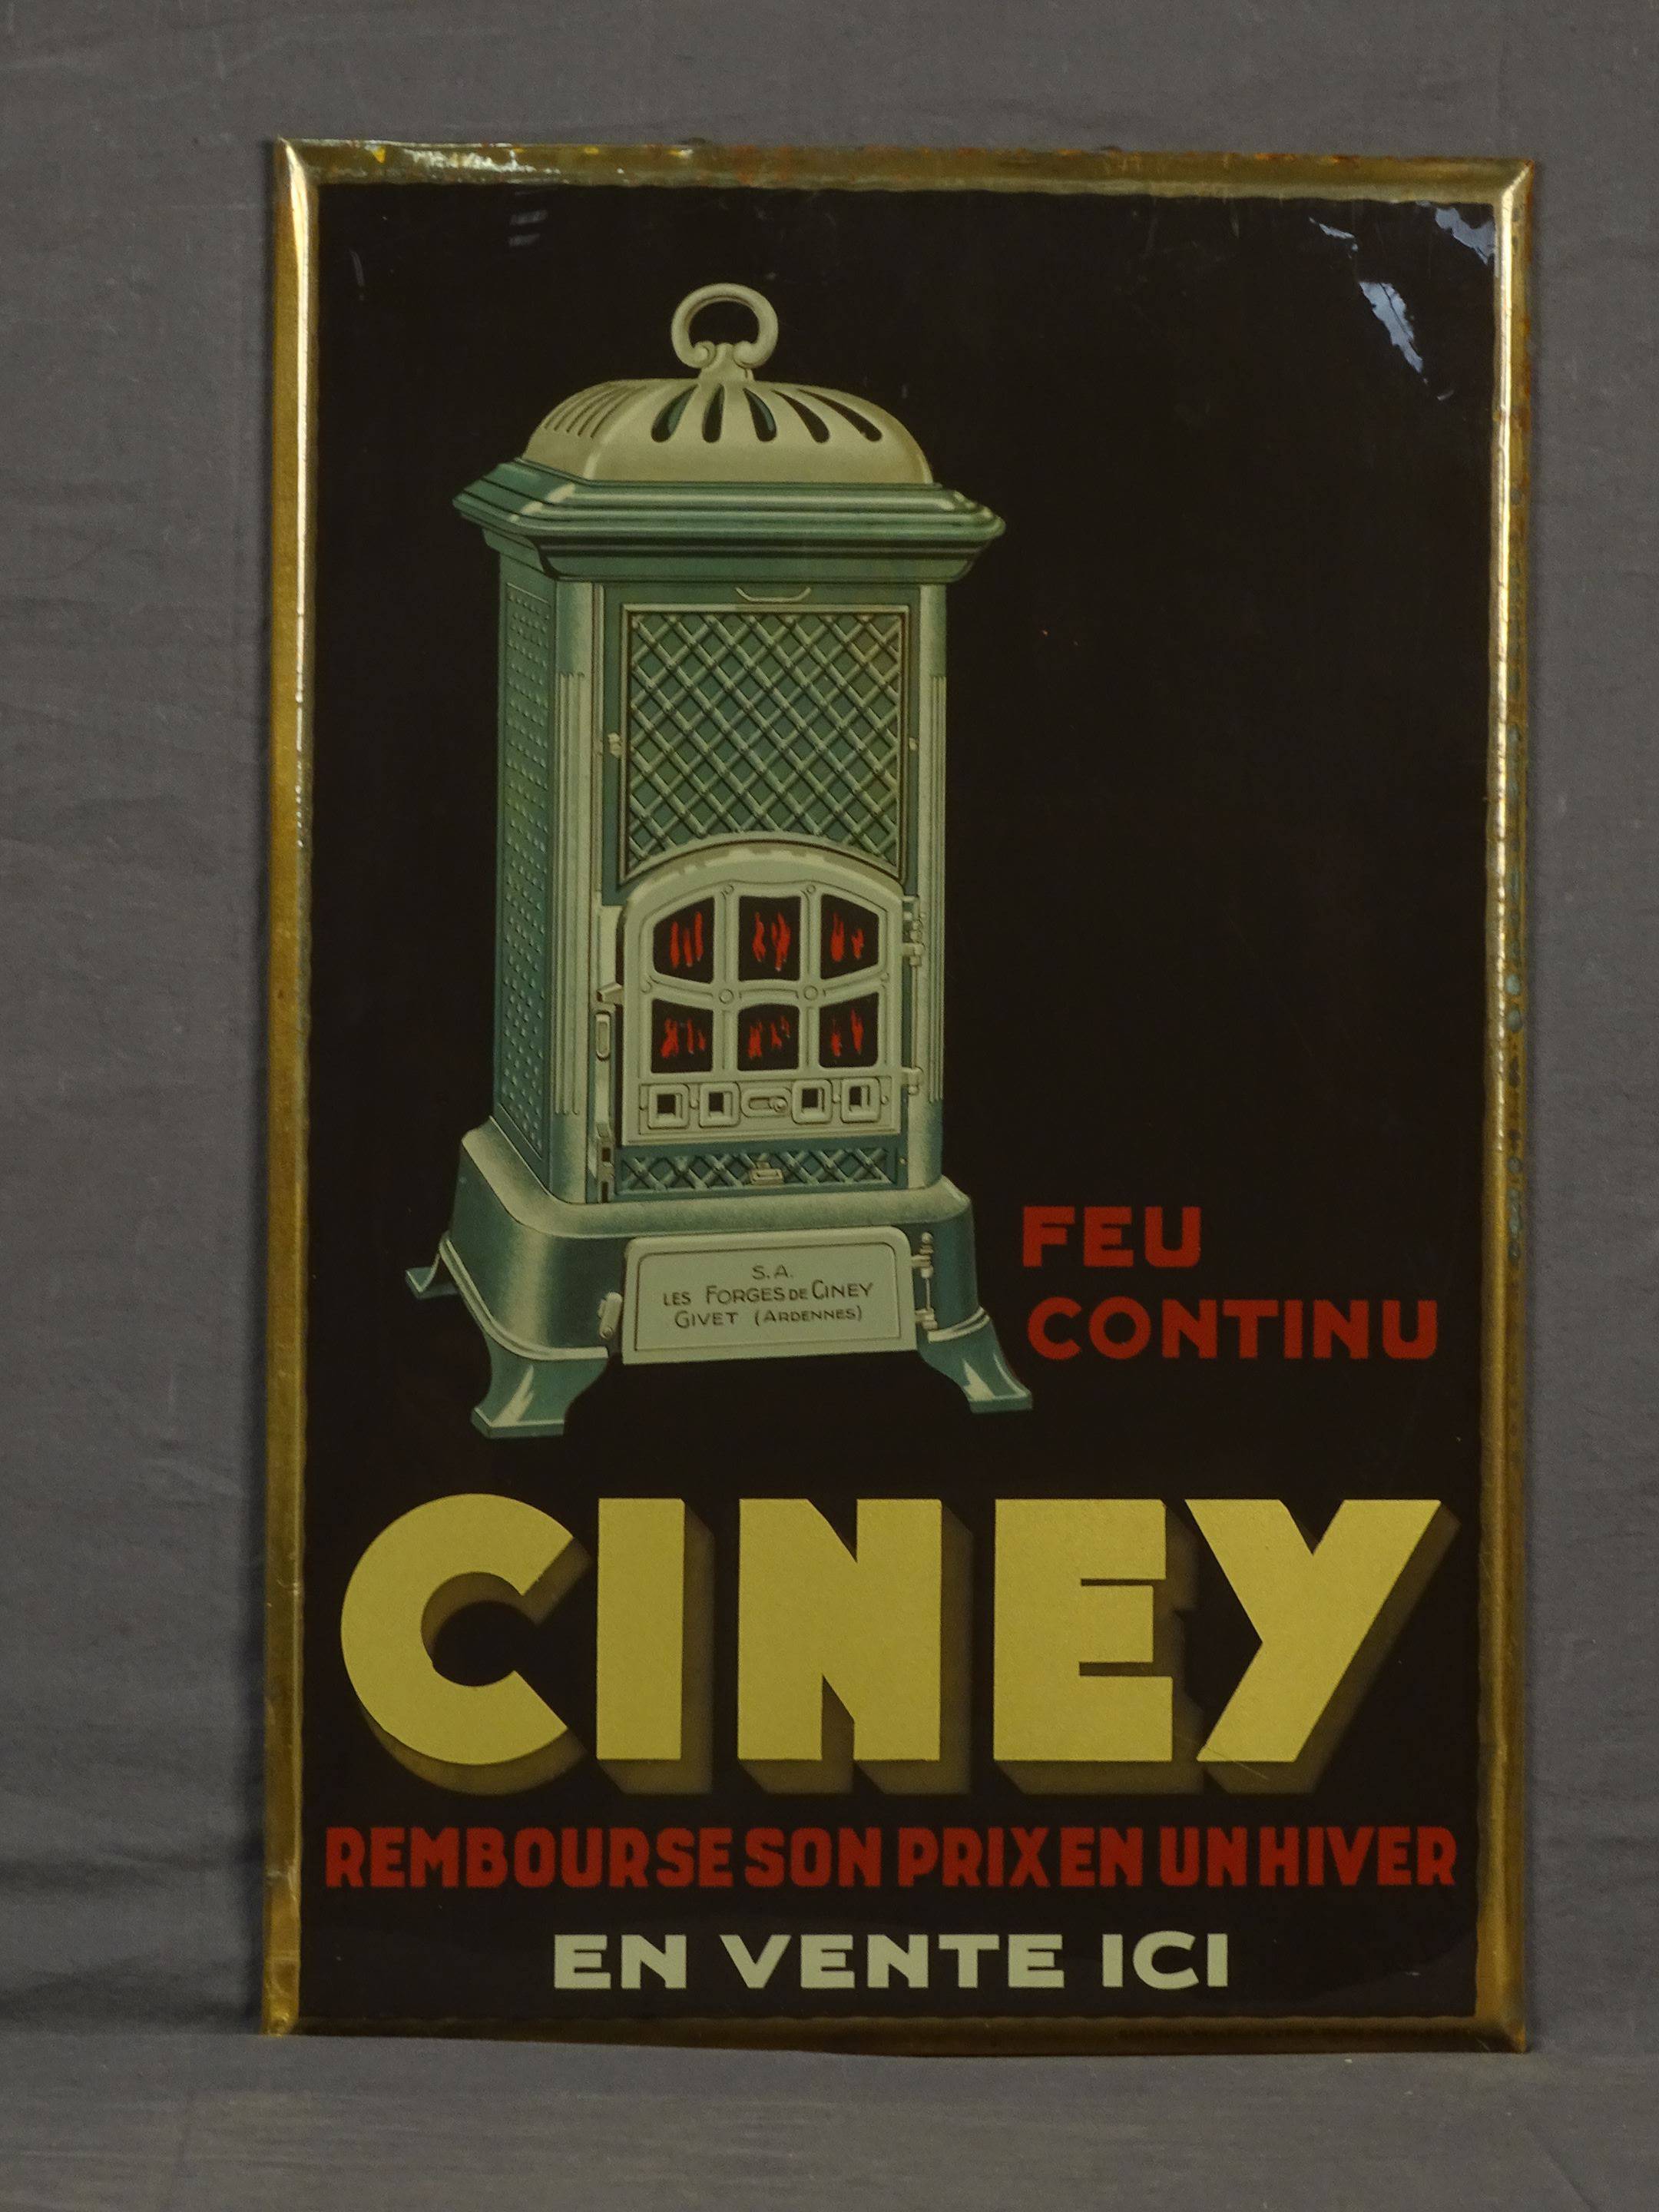 S.A.
LES FORGES DE CINEY
GIVET (ARDENNES)
FEU
CONTINU
CINEY
REMBOURSE SON PRIX EN UN HIVER
EN VENTE ICI